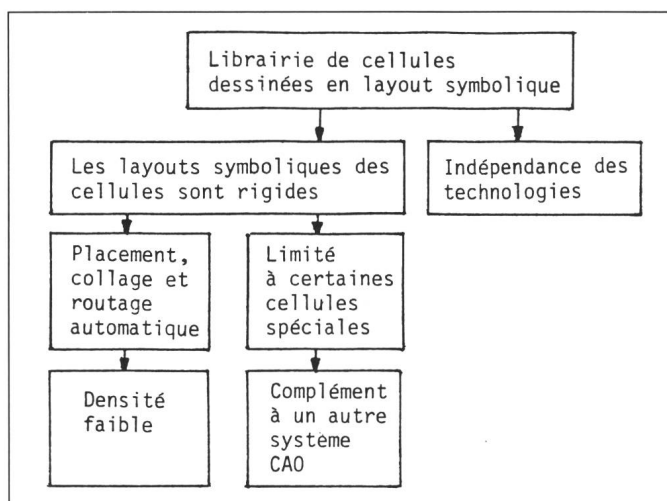 Librairie de cellules
dessinées en layout symbolique
Les layouts symboliques des
cellules sont rigides
Indépendance des
technologies
Placement,
collage et
routage
automatique
Limité
à certaines
cellules
spéciales
Densité
faible
Complément
à un autre
système
CAO